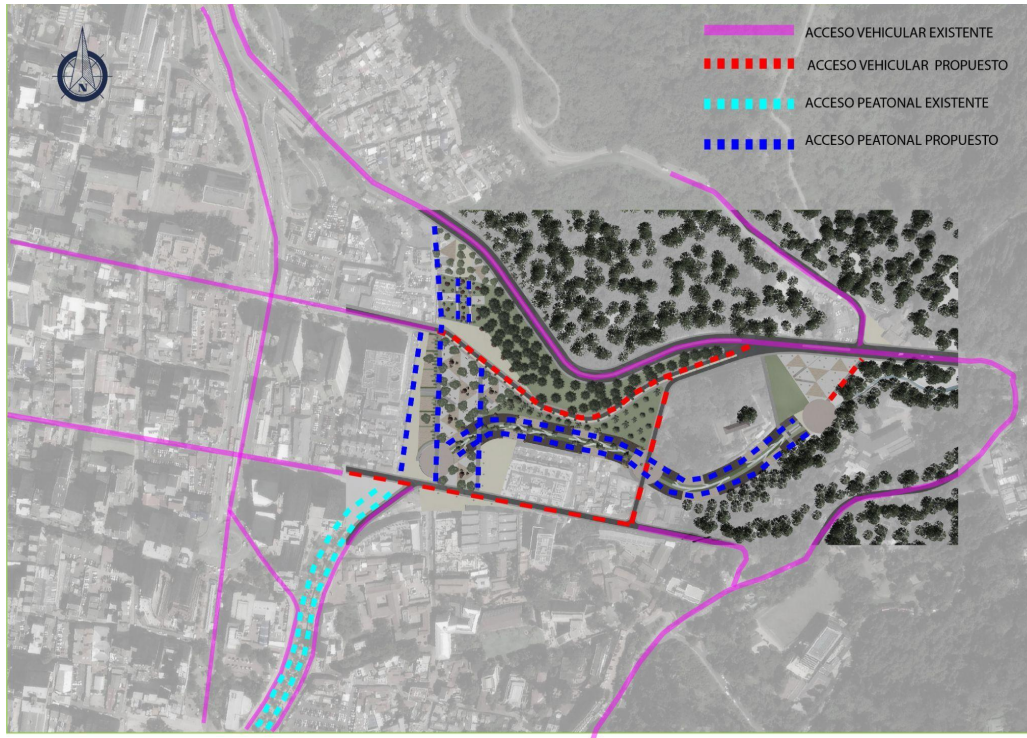 ACCESO VEHICULAR EXISTENTE
ACCESO VEHICULAR PROPUESTO
ACCESO PEATONAL EXISTENTE
ACCESO PEATONAL PROPUESTO
N